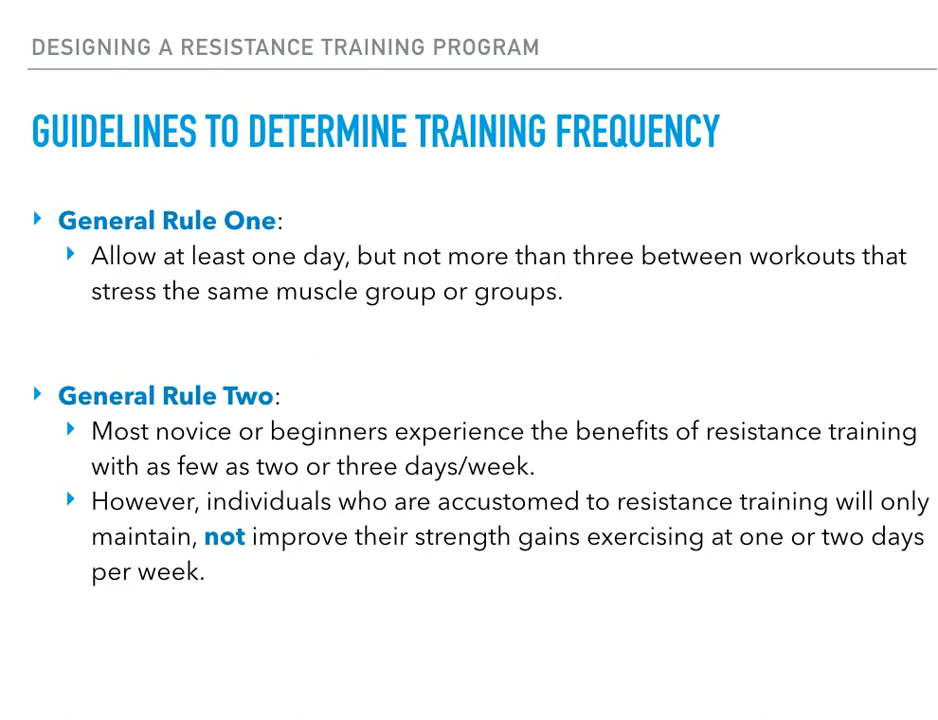 DESIGNING A RESISTANCE TRAINING PROGRAM
GUIDELINES TO DETERMINE TRAINING FREQUENCY
General Rule One:
Allow at least one day, but not more than three between workouts that
stress the same muscle group or groups.
General Rule Two:
Most novice or beginners experience the benefits of resistance training
with as few as two or three days/week.
However, individuals who are accustomed to resistance training will only
maintain, not improve their strength gains exercising at one or two days
per week.